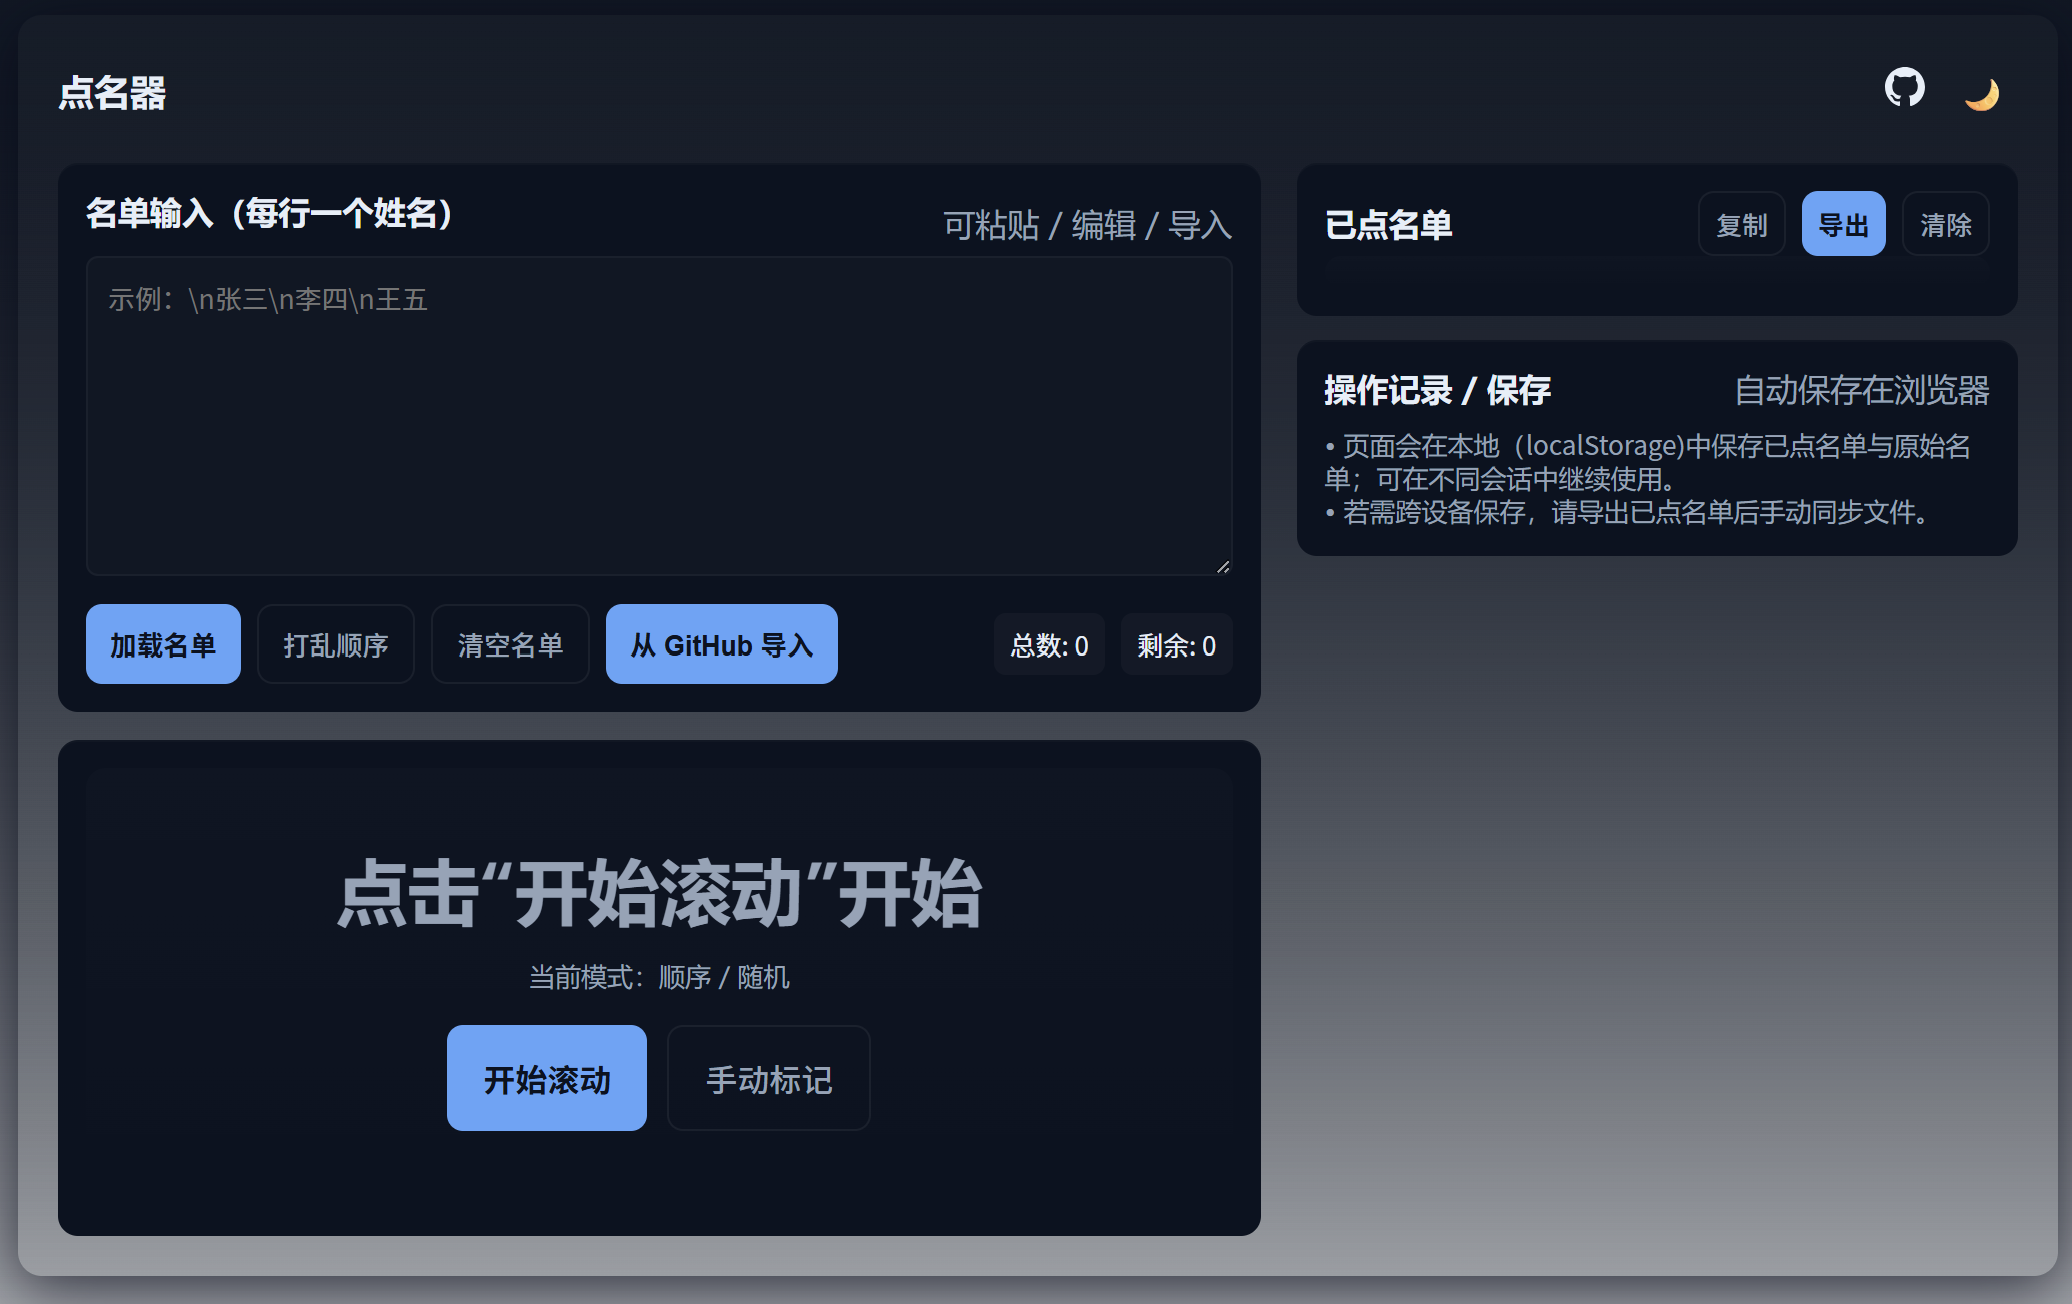 点名器
名单输入（每行一个姓名）
可粘贴 / 编辑 / 导入
示例：\n张三\n李四\n王五
加载名单
打乱顺序
清空名单
从 GitHub 导入
总数: 0
剩余: 0
点击“开始滚动”开始
当前模式：顺序 / 随机
开始滚动
手动标记
已点名单
复制
导出
清除
操作记录 / 保存
自动保存在浏览器
• 页面会在本地（localStorage)中保存已点名单与原始名
单；可在不同会话中继续使用。
• 若需跨设备保存，请导出已点名单后手动同步文件。